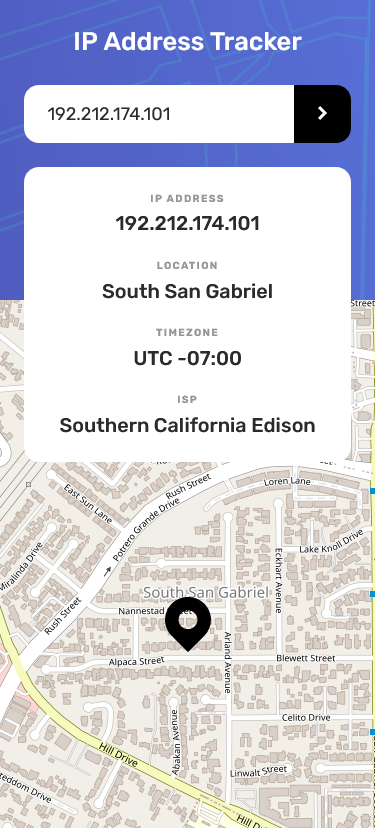 IP Address Tracker
192.212.174.101
IP ADDRESS
192.212.174.101
LOCATION
South San Gabriel
TIMEZONE
UTC -07:00
ISP
Southern California Edison
Street
Rush Street
Loren Lane
East Sun Lane
Potrero Grande Drive
Lake Knoll Drive
Miralinda Drive
Eckhart Avenue
South San Gabriel
Rush Street
Nannestad
Arland Avenue
Alpaca Street
Blewett Street
Celito Drive
Abakan Avenue
Hill Drive
Linwalt Street
Drive
Hill D